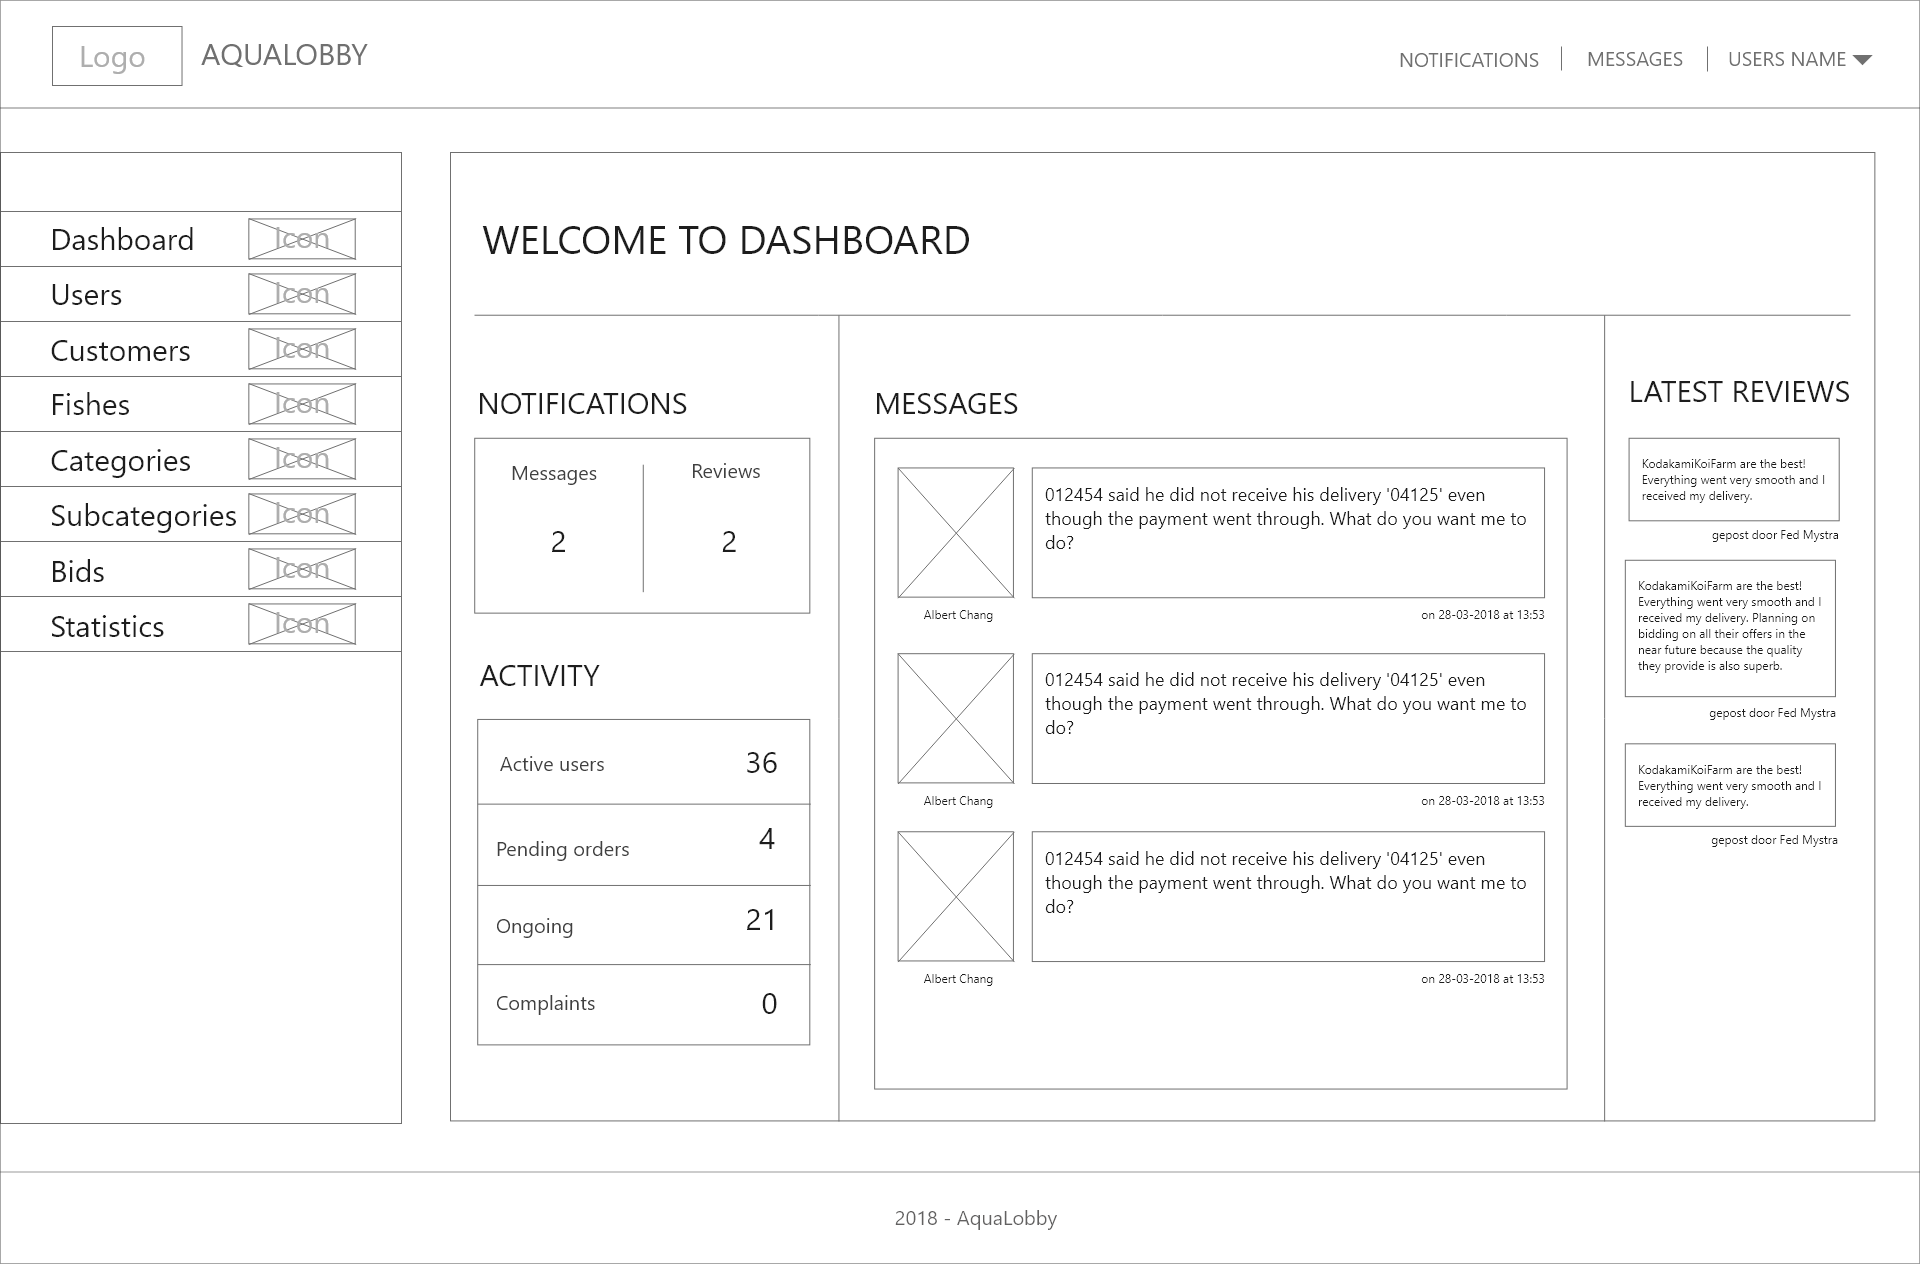 Logo
AQUALOBBY
NOTIFICATIONS
MESSAGES
USERS NAME
Dashboard
Icon
Users
Icon
Customers
Icon
Fishes
Icon
Categories
Icon
Subcategories
Icon
Bids
Icon
Statistics
Icon
WELCOME TO DASHBOARD
NOTIFICATIONS
Messages
Reviews
2
2
ACTIVITY
Active users
36
Pending orders
4
Ongoing
21
Complaints
0
MESSAGES
012454 said he did not receive his delivery '04125' even
though the payment went through. What do you want me to
do?
Albert Chang
on 28-03-2018 at 13:53
012454 said he did not receive his delivery '04125' even
though the payment went through. What do you want me to
do?
Albert Chang
on 28-03-2018 at 13:53
012454 said he did not receive his delivery '04125' even
though the payment went through. What do you want me to
do?
Albert Chang
on 28-03-2018 at 13:53
LATEST REVIEWS
KodakamiKoiFarm are the best!
Everything went very smooth and I
received my delivery.
gepost door Fed Mystra
KodakamiKoiFarm are the best!
Everything went very smooth and I
received my delivery. Planning on
bidding on all their offers in the
near future because the quality
they provide is also superb.
gepost door Fed Mystra
KodakamiKoiFarm are the best!
Everything went very smooth and I
received my delivery.
gepost door Fed Mystra
2018 - AquaLobby